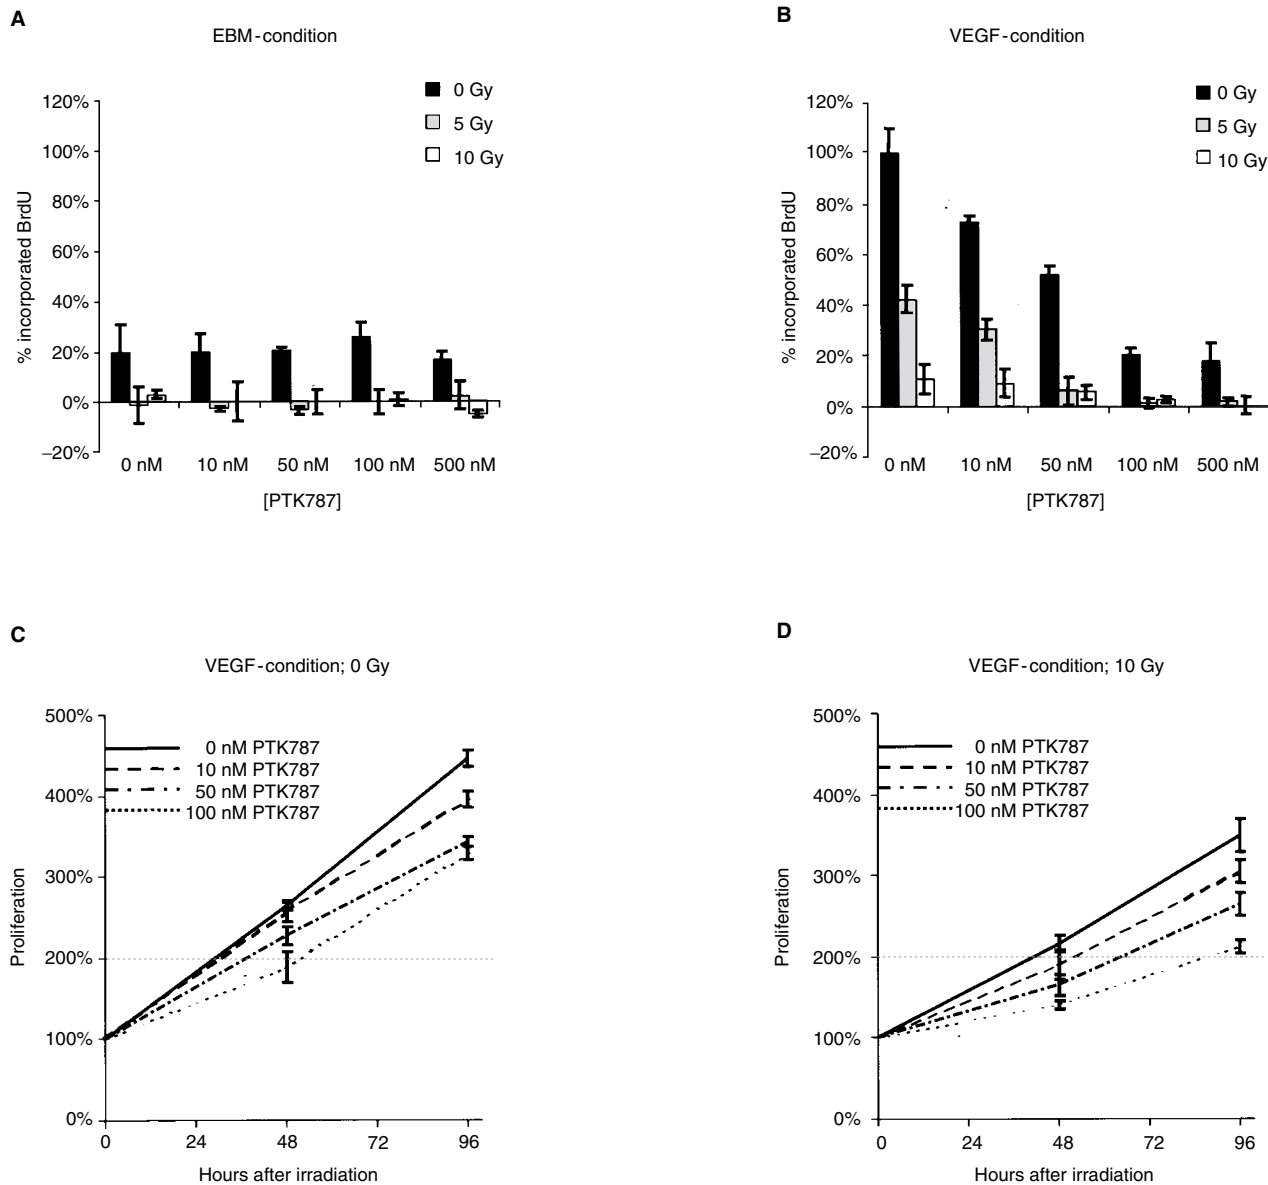 A
EBM-condition
0 Gy
5 Gy
10 Gy
120%
100%
80%
60%
40%
20%
0%
–20%
% incorporated BrdU
0 nM 10 nM 50 nM 100 nM 500 nM
[PTK787]
B
VEGF-condition
0 Gy
5 Gy
10 Gy
120%
100%
80%
60%
40%
20%
0%
–20%
% incorporated BrdU
0 nM 10 nM 50 nM 100 nM 500 nM
[PTK787]
C
VEGF-condition; 0 Gy
500%
400%
300%
200%
100%
0%
Proliferation
0 nM PTK787
10 nM PTK787
50 nM PTK787
100 nM PTK787
0 24 48 72 96
Hours after irradiation
D
VEGF-condition; 10 Gy
500%
400%
300%
200%
100%
0%
Proliferation
0 nM PTK787
10 nM PTK787
50 nM PTK787
100 nM PTK787
0 24 48 72 96
Hours after irradiation